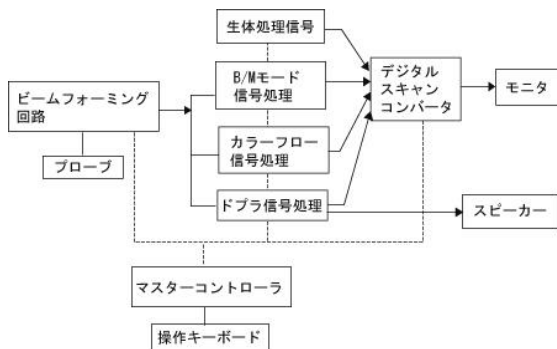 生体処理信号
B/Mモード
信号処理
デジタル
スキャン
コンバータ
モニタ
ビームフォーミング
回路
カラーフロー
信号処理
プローブ
ドプラ信号処理
スピーカー
マスターコントローラ
操作キーボード